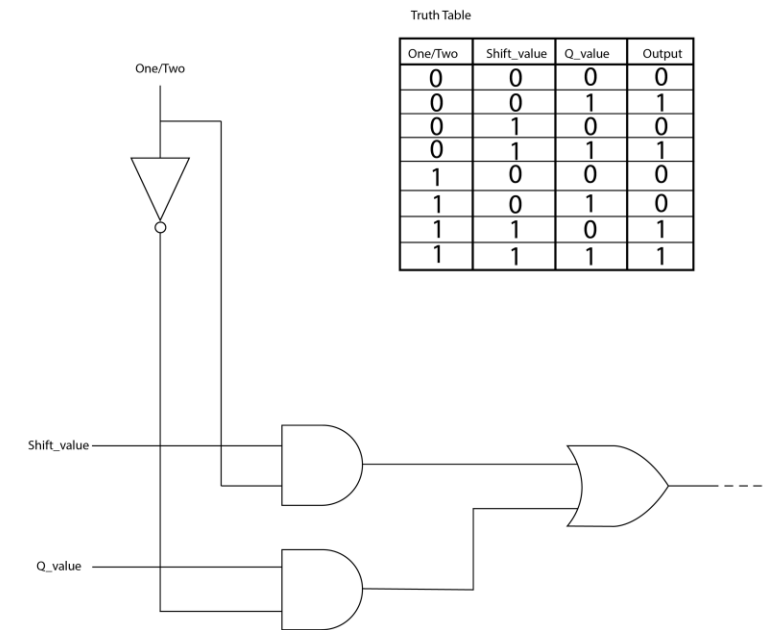 Truth Table
One/Two Shift_value Q_value Output
0 0 0 0
0 0 1 1
0 1 0 0
0 1 1 1
1 0 0 0
1 0 1 0
1 1 0 1
1 1 1 1
One/Two
Shift_value
Q_value